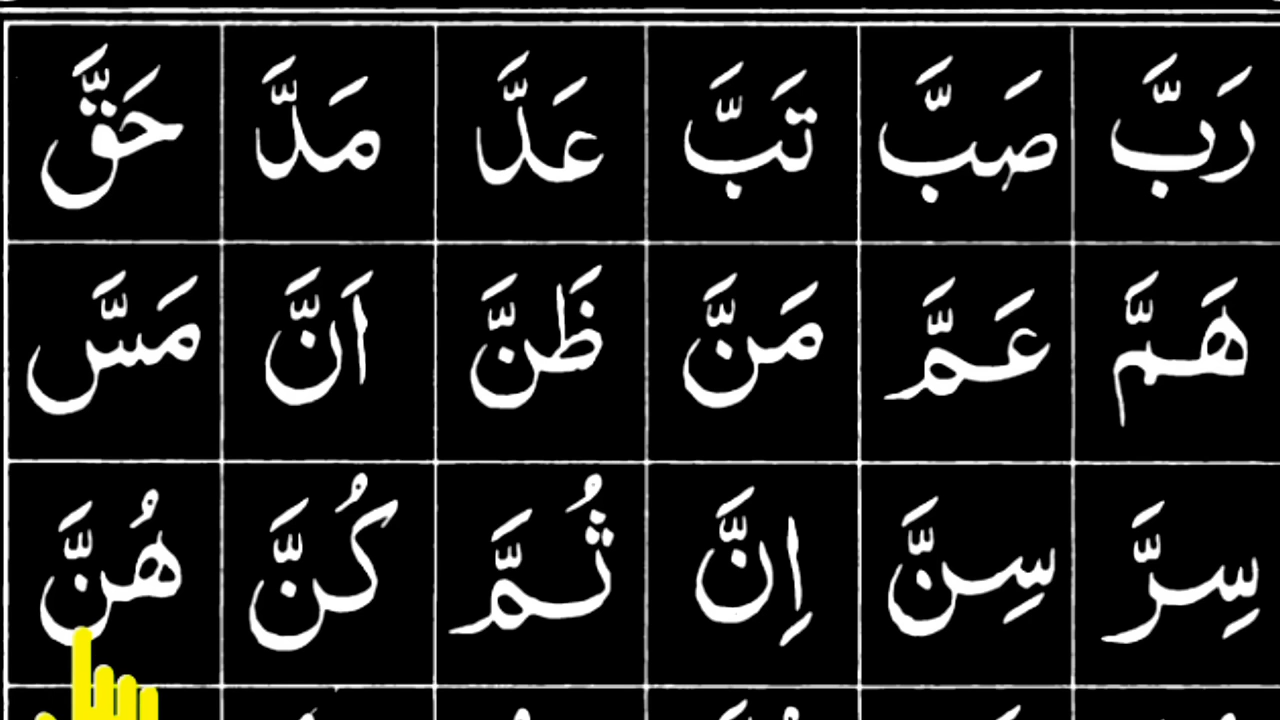 رَبَّ صَبَّ تَبَّ عَدَّ مَدَّ حَقَّ
هَمَّ عَمَّ مَنَّ ظَنَّ اَنَّ مَسَّ
سِرَّ سِنَّ اِنَّ ثُمَّ كُنَّ هُنَّ